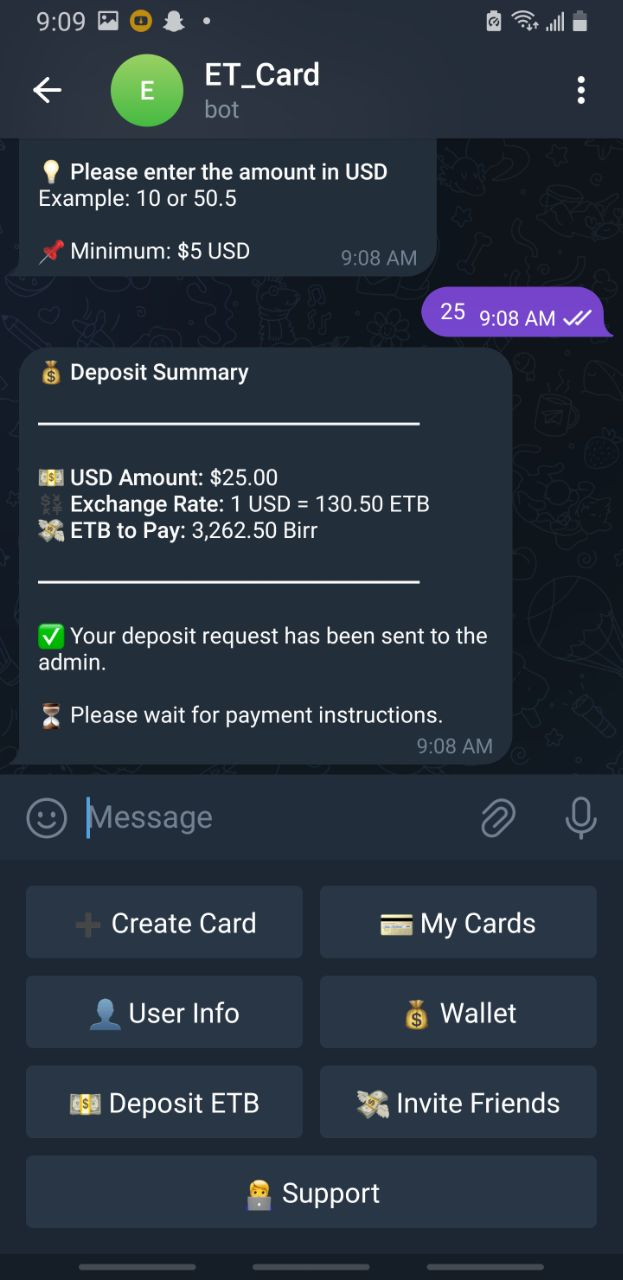 9:09
E
ET_Card
bot
💡 Please enter the amount in USD
Example: 10 or 50.5
📌 Minimum: $5 USD
9:08 AM
25 9:08 AM
💰 Deposit Summary
💵 USD Amount: $25.00
💱 Exchange Rate: 1 USD = 130.50 ETB
💸 ETB to Pay: 3,262.50 Birr
✅ Your deposit request has been sent to the
admin.
⏳ Please wait for payment instructions.
9:08 AM
Message
➕ Create Card
💳 My Cards
👤 User Info
💰 Wallet
💵 Deposit ETB
💸 Invite Friends
👨‍💻 Support